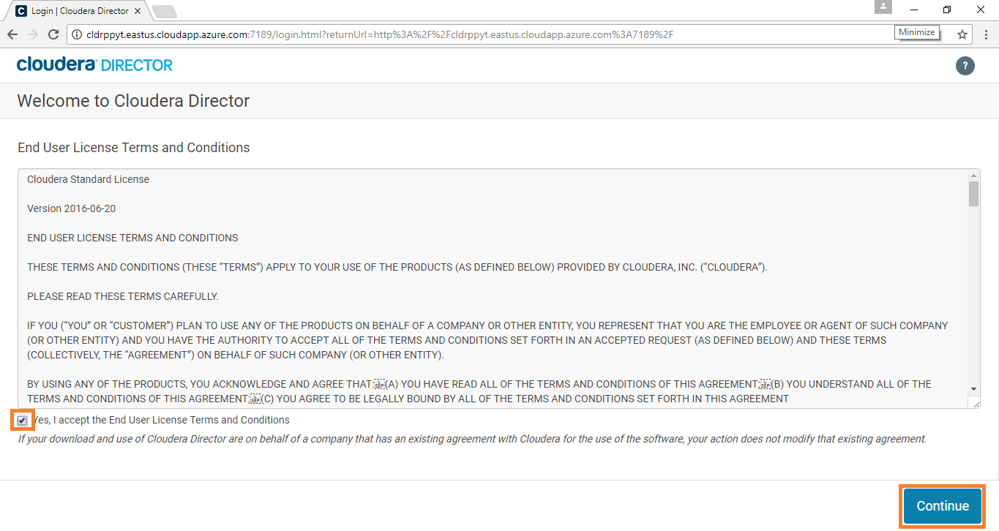 Login | Cloudera Director
cldrppyt.eastus.cloudapp.azure.com:7189/login.html?returnUrl=http%3A%2F%2Fcldrppyt.eastus.cloudapp.azure.com%3A7189%2F
Minimize
cloudera DIRECTOR
?
Welcome to Cloudera Director
End User License Terms and Conditions
Cloudera Standard License
Version 2016-06-20
END USER LICENSE TERMS AND CONDITIONS
THESE TERMS AND CONDITIONS (THESE “TERMS”) APPLY TO YOUR USE OF THE PRODUCTS (AS DEFINED BELOW) PROVIDED BY CLOUDERA, INC. (“CLOUDERA”).
PLEASE READ THESE TERMS CAREFULLY.
IF YOU (“YOU” OR “CUSTOMER”) PLAN TO USE ANY OF THE PRODUCTS ON BEHALF OF A COMPANY OR OTHER ENTITY, YOU REPRESENT THAT YOU ARE THE EMPLOYEE OR AGENT OF SUCH COMPANY
(OR OTHER ENTITY) AND YOU HAVE THE AUTHORITY TO ACCEPT ALL OF THE TERMS AND CONDITIONS SET FORTH IN AN ACCEPTED REQUEST (AS DEFINED BELOW) AND THESE TERMS
(COLLECTIVELY, THE “AGREEMENT”) ON BEHALF OF SUCH COMPANY (OR OTHER ENTITY).
BY USING ANY OF THE PRODUCTS, YOU ACKNOWLEDGE AND AGREE THAT:(A) YOU HAVE READ ALL OF THE TERMS AND CONDITIONS OF THIS AGREEMENT;(B) YOU UNDERSTAND ALL OF THE
TERMS AND CONDITIONS OF THIS AGREEMENT;(C) YOU AGREE TO BE LEGALLY BOUND BY ALL OF THE TERMS AND CONDITIONS SET FORTH IN THIS AGREEMENT
Yes, I accept the End User License Terms and Conditions
If your download and use of Cloudera Director are on behalf of a company that has an existing agreement with Cloudera for the use of the software, your action does not modify that existing agreement.
Continue